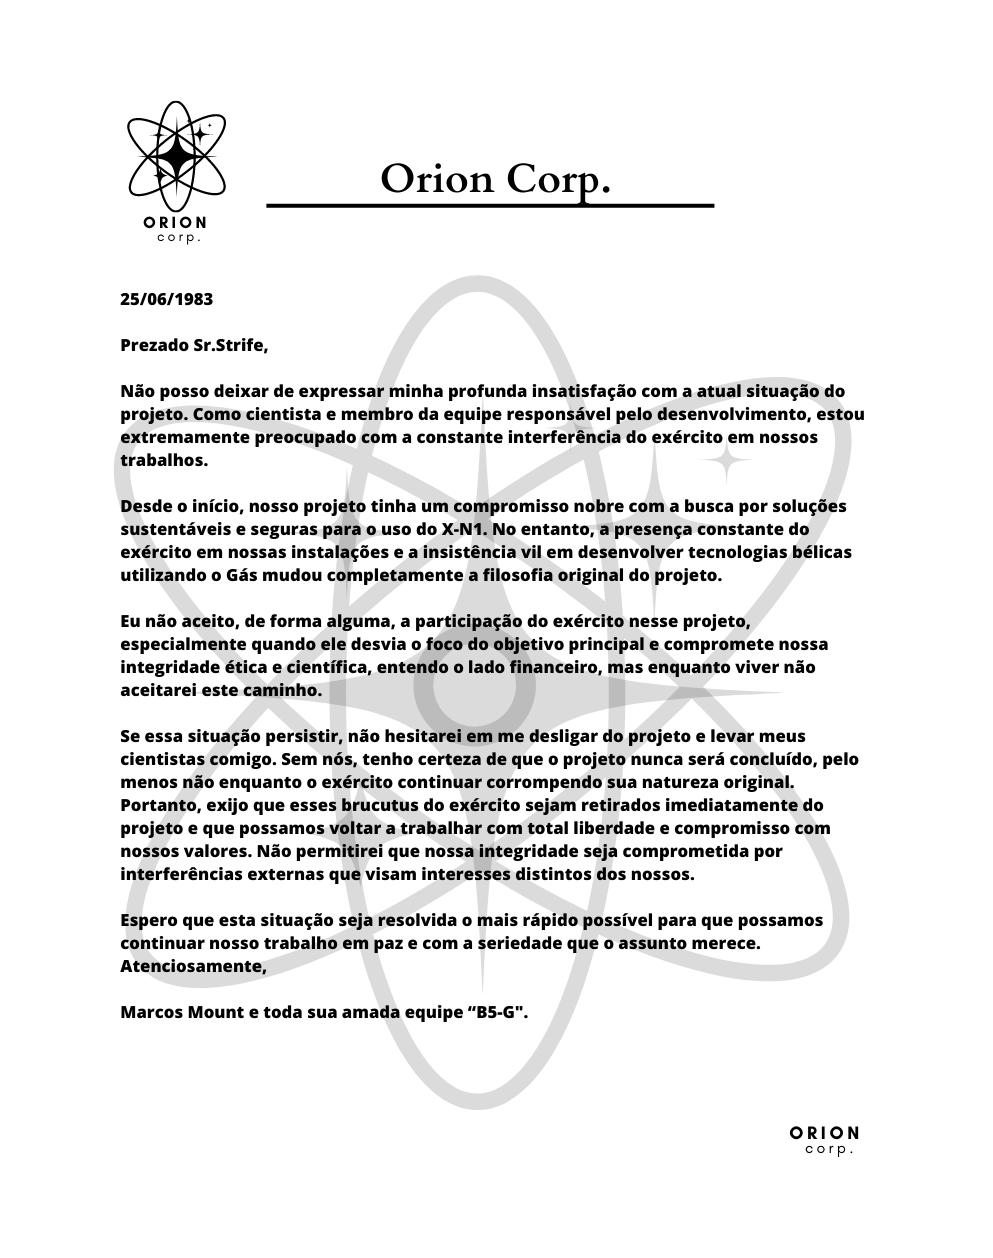 ORION
corp.
Orion Corp.
25/06/1983
Prezado Sr.Strife,
Não posso deixar de expressar minha profunda insatisfação com a atual situação do
projeto. Como cientista e membro da equipe responsável pelo desenvolvimento, estou
extremamente preocupado com a constante interferência do exército em nossos
trabalhos.
Desde o início, nosso projeto tinha um compromisso nobre com a busca por soluções
sustentáveis e seguras para o uso do X-N1. No entanto, a presença constante do
exército em nossas instalações e a insistência vil em desenvolver tecnologias bélicas
utilizando o Gás mudou completamente a filosofia original do projeto.
Eu não aceito, de forma alguma, a participação do exército nesse projeto,
especialmente quando ele desvia o foco do objetivo principal e compromete nossa
integridade ética e científica, entendo o lado financeiro, mas enquanto viver não
aceitarei este caminho.
Se essa situação persistir, não hesitarei em me desligar do projeto e levar meus
cientistas comigo. Sem nós, tenho certeza de que o projeto nunca será concluído, pelo
menos não enquanto o exército continuar corrompendo sua natureza original.
Portanto, exijo que esses brucutus do exército sejam retirados imediatamente do
projeto e que possamos voltar a trabalhar com total liberdade e compromisso com
nossos valores. Não permitirei que nossa integridade seja comprometida por
interferências externas que visam interesses distintos dos nossos.
Espero que esta situação seja resolvida o mais rápido possível para que possamos
continuar nosso trabalho em paz e com a seriedade que o assunto merece.
Atenciosamente,
Marcos Mount e toda sua amada equipe “B5-G".
ORION
corp.